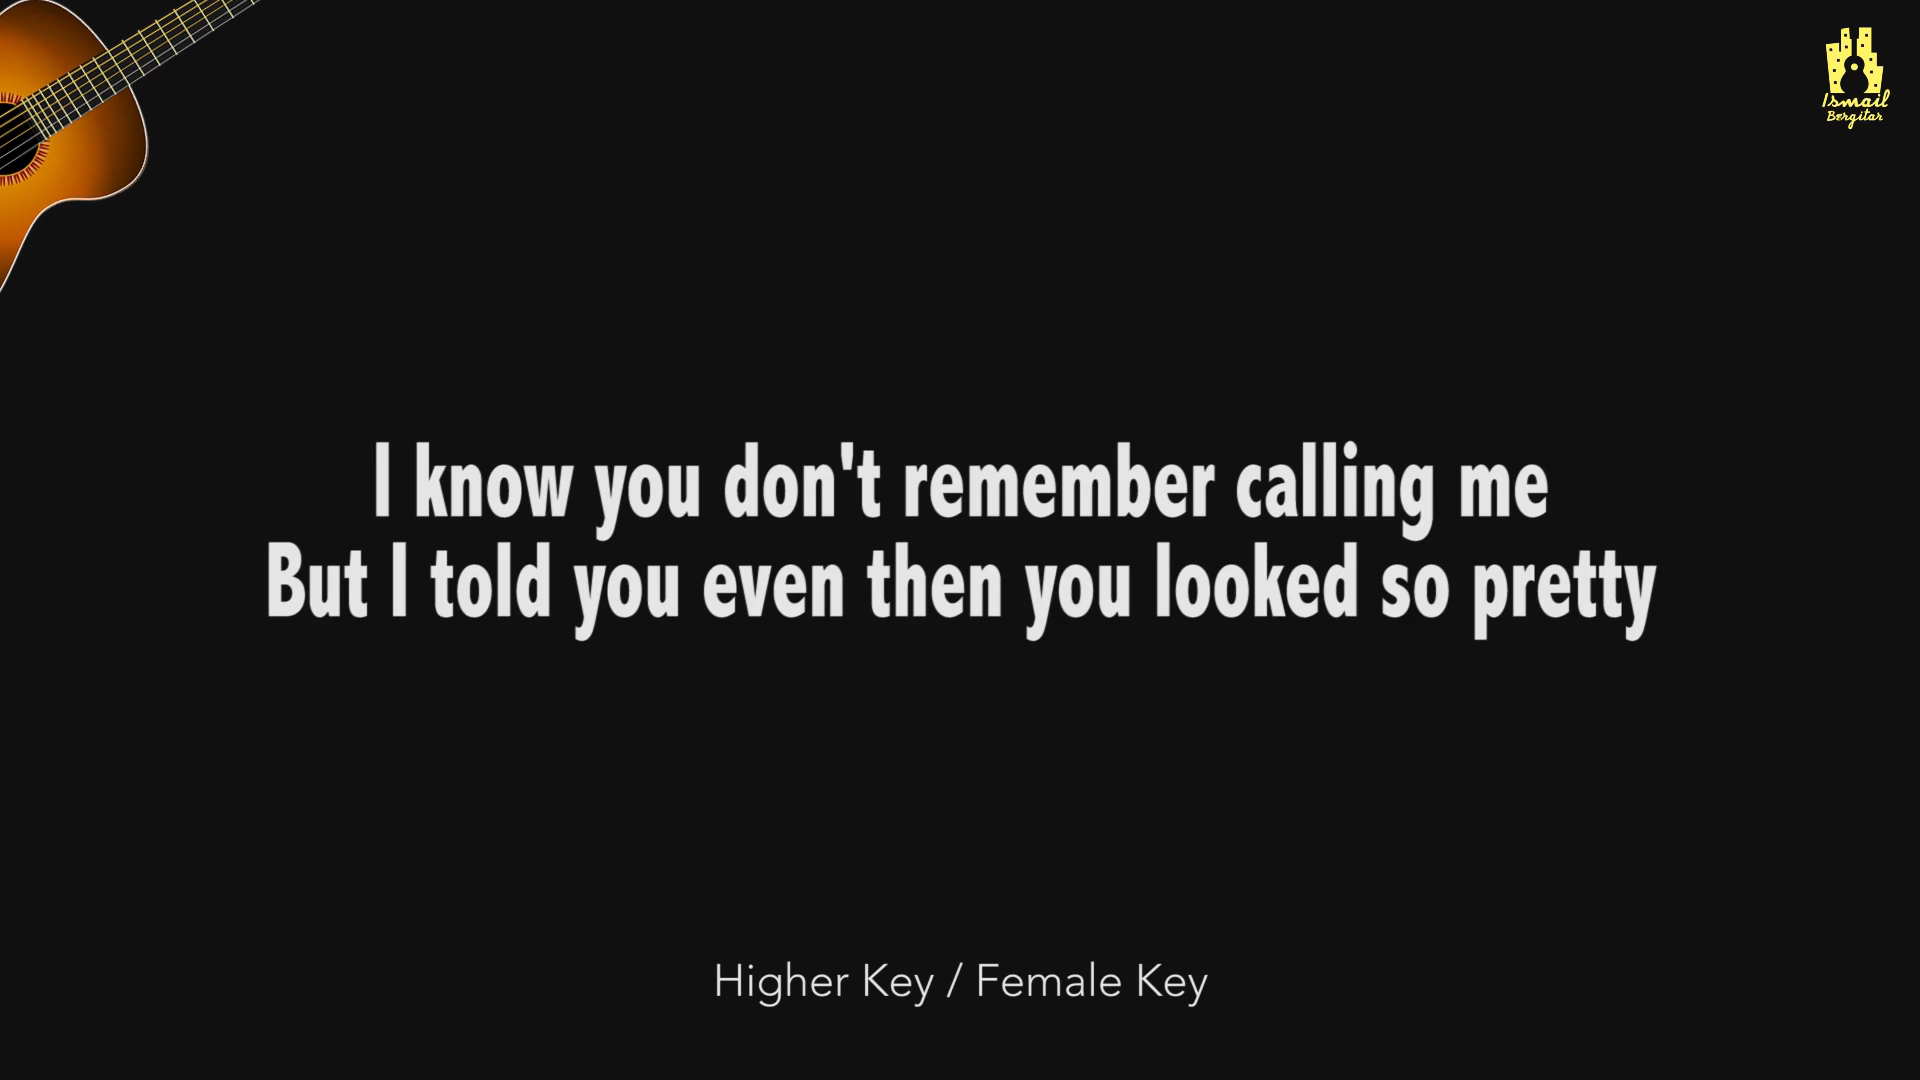 Ismail
Bergitar
I know you don't remember calling me
But I told you even then you looked so pretty
Higher Key / Female Key